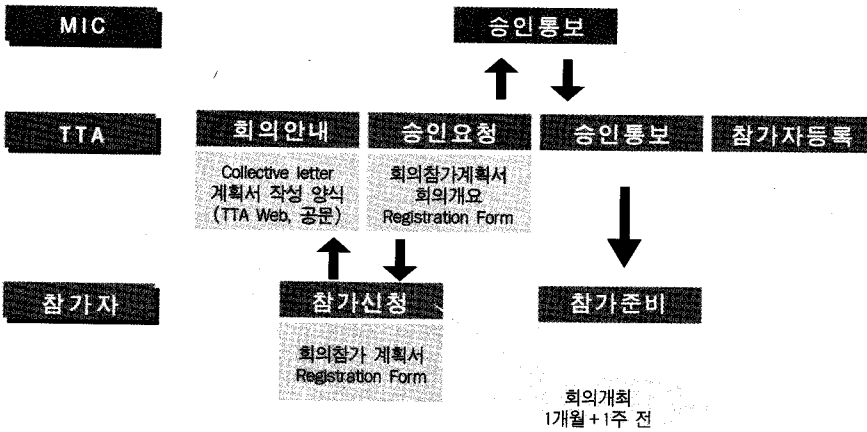 MIC
승인통보
TTA
회의안내
승인요청
승인통보
참가자등록
Collective letter
계획서 작성 양식
(TTA Web, 공문)
회의참가계획서
회의개요
Registration Form
참가자
참가신청
참가준비
회의참가 계획서
Registration Form
회의개최
1개월+1주 전